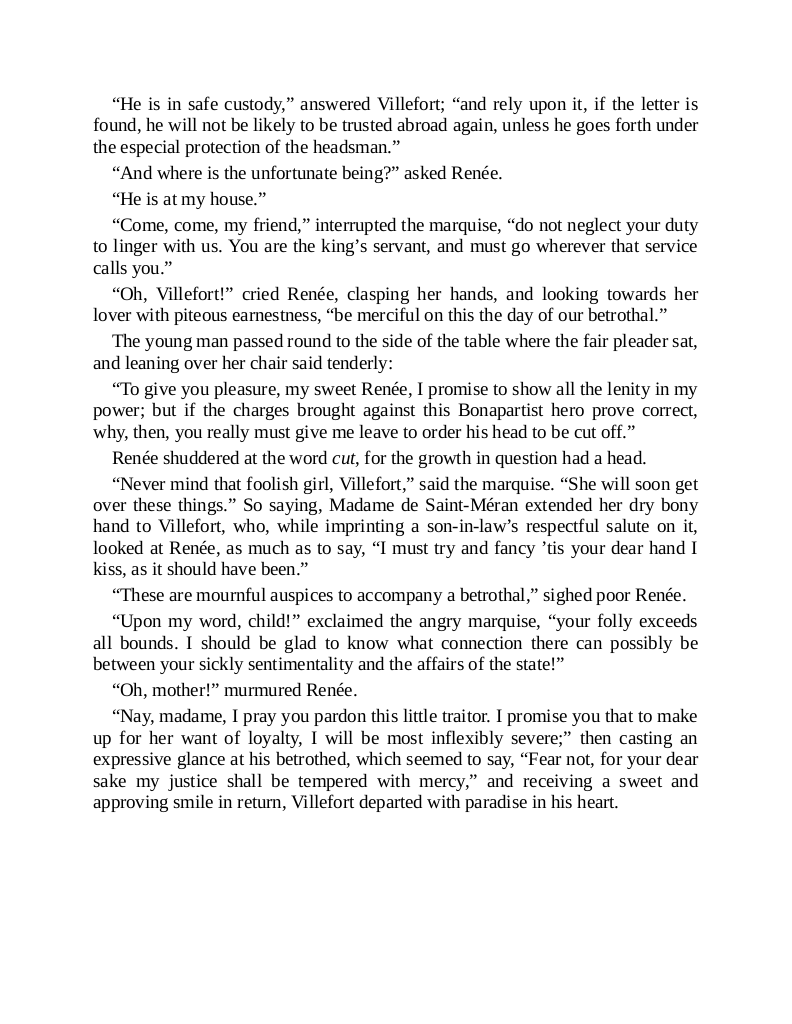 “He is in safe custody,” answered Villefort; “and rely upon it, if the letter is
found, he will not be likely to be trusted abroad again, unless he goes forth under
the especial protection of the headsman.”
“And where is the unfortunate being?” asked Renée.
“He is at my house.”
“Come, come, my friend,” interrupted the marquise, “do not neglect your duty
to linger with us. You are the king’s servant, and must go wherever that service
calls you.”
“Oh, Villefort!” cried Renée, clasping her hands, and looking towards her
lover with piteous earnestness, “be merciful on this the day of our betrothal.”
The young man passed round to the side of the table where the fair pleader sat,
and leaning over her chair said tenderly:
“To give you pleasure, my sweet Renée, I promise to show all the lenity in my
power; but if the charges brought against this Bonapartist hero prove correct,
why, then, you really must give me leave to order his head to be cut off.”
Renée shuddered at the word cut, for the growth in question had a head.
“Never mind that foolish girl, Villefort,” said the marquise. “She will soon get
over these things.” So saying, Madame de Saint-Méran extended her dry bony
hand to Villefort, who, while imprinting a son-in-law’s respectful salute on it,
looked at Renée, as much as to say, “I must try and fancy ’tis your dear hand I
kiss, as it should have been.”
“These are mournful auspices to accompany a betrothal,” sighed poor Renée.
“Upon my word, child!” exclaimed the angry marquise, “your folly exceeds
all bounds. I should be glad to know what connection there can possibly be
between your sickly sentimentality and the affairs of the state!”
“Oh, mother!” murmured Renée.
“Nay, madame, I pray you pardon this little traitor. I promise you that to make
up for her want of loyalty, I will be most inflexibly severe;” then casting an
expressive glance at his betrothed, which seemed to say, “Fear not, for your dear
sake my justice shall be tempered with mercy,” and receiving a sweet and
approving smile in return, Villefort departed with paradise in his heart.